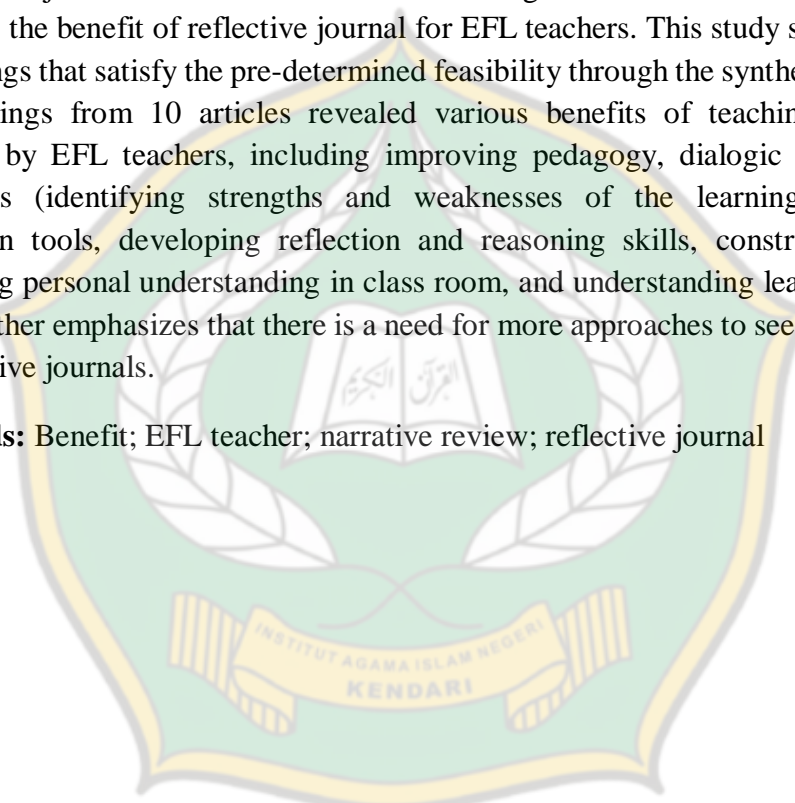 the benefit of reflective journal for EFL teachers. This study s
ngs that satisfy the pre-determined feasibility through the synthe
ings from 10 articles revealed various benefits of teachin
by EFL teachers, including improving pedagogy, dialogic
s (identifying strengths and weaknesses of the learning
n tools, developing reflection and reasoning skills, constr
g personal understanding in class room, and understanding lea
ther emphasizes that there is a need for more approaches to see
ive journals.
ls: Benefit; EFL teacher; narrative review; reflective journal
القرآن الكريم
INSTITUT AGAMA ISLAM NEGERI
KENDARI